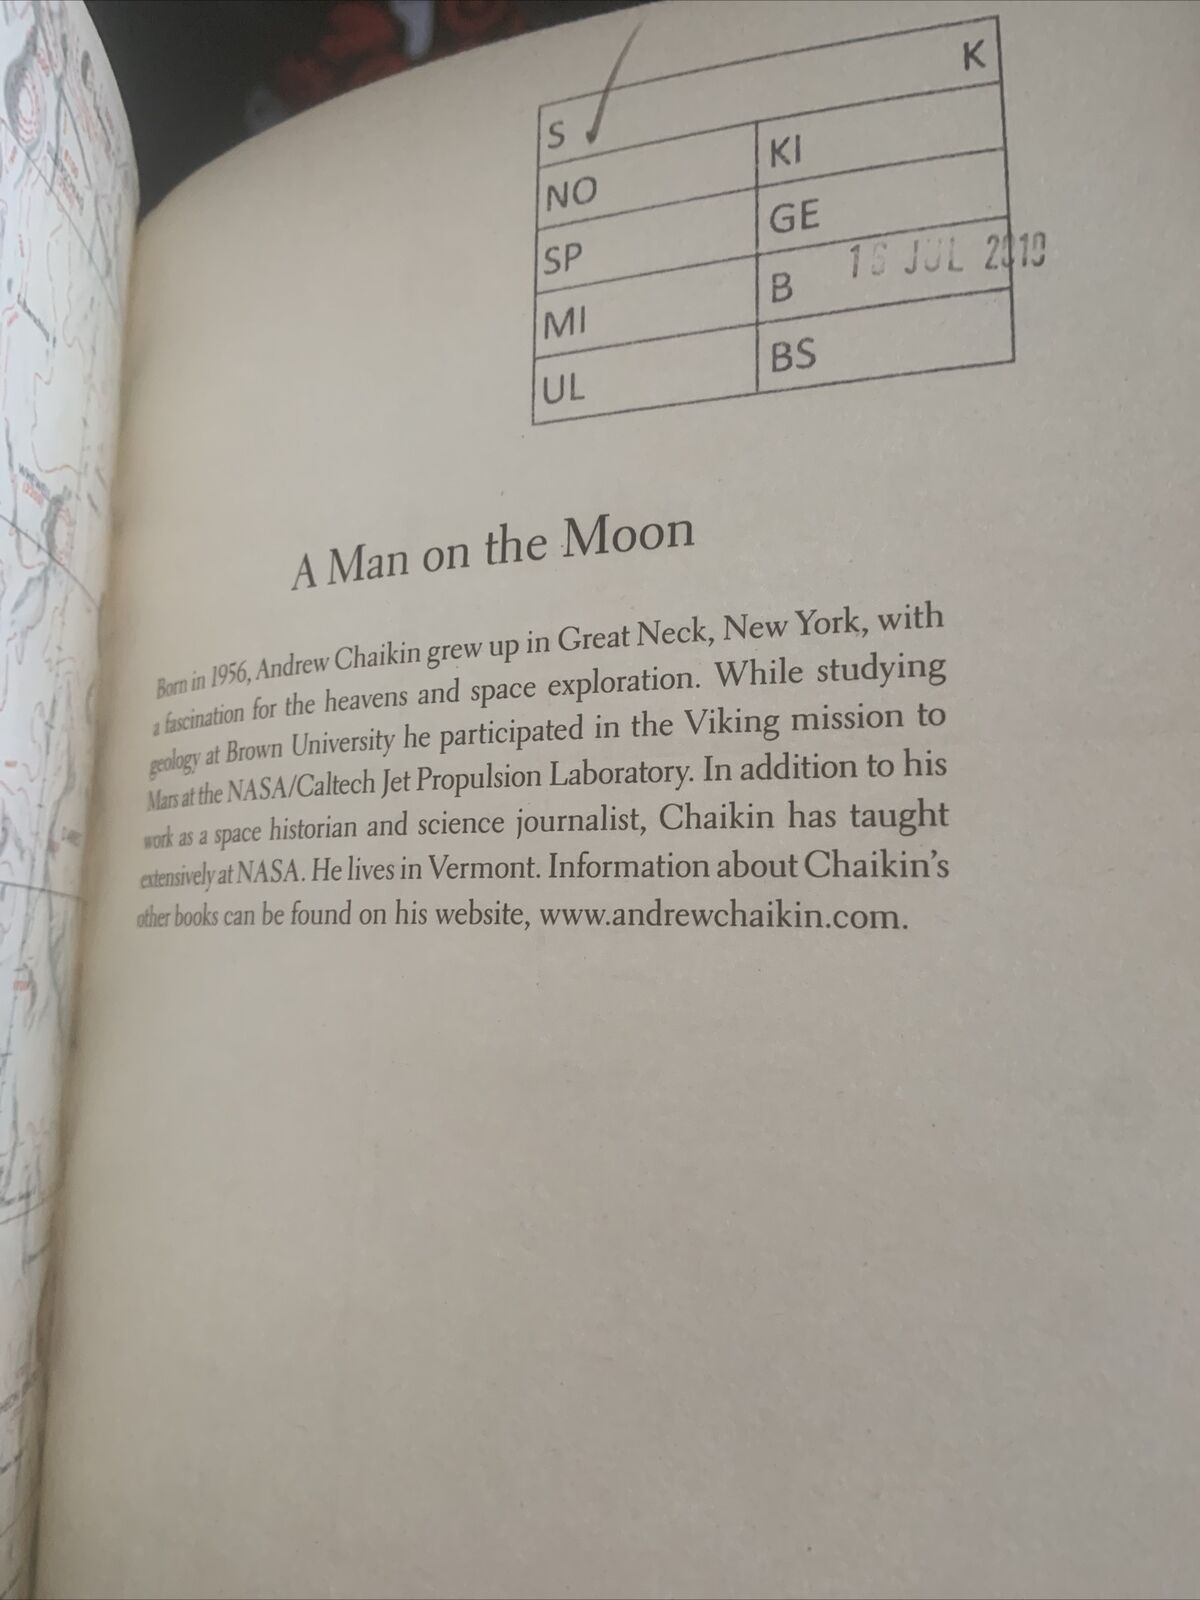 K
S
NO KI
SP GE
MI B
UL BS
JUL
A Man on the Moon
Born in 1956, Andrew Chaikin grew up in Great Neck, New York, with
a fascination for the heavens and space exploration. While studying
geology at Brown University he participated in the Viking mission to
Mars at the NASA/Caltech Jet Propulsion Laboratory. In addition to his
work as a space historian and science journalist, Chaikin has taught
extensively at NASA. He lives in Vermont. Information about Chaikin's
other books can be found on his website, www.andrewchaikin.com.